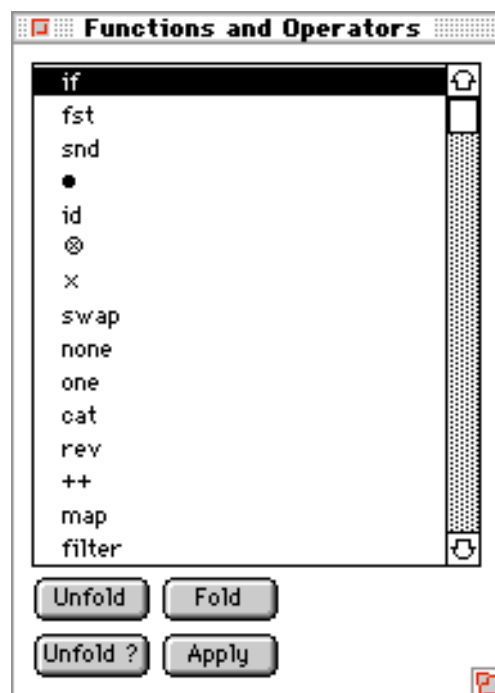 Functions and Operators
if
fst
snd
●
id
⊗
×
swap
none
one
cat
rev
++
map
filter
Unfold Fold
Unfold ? Apply